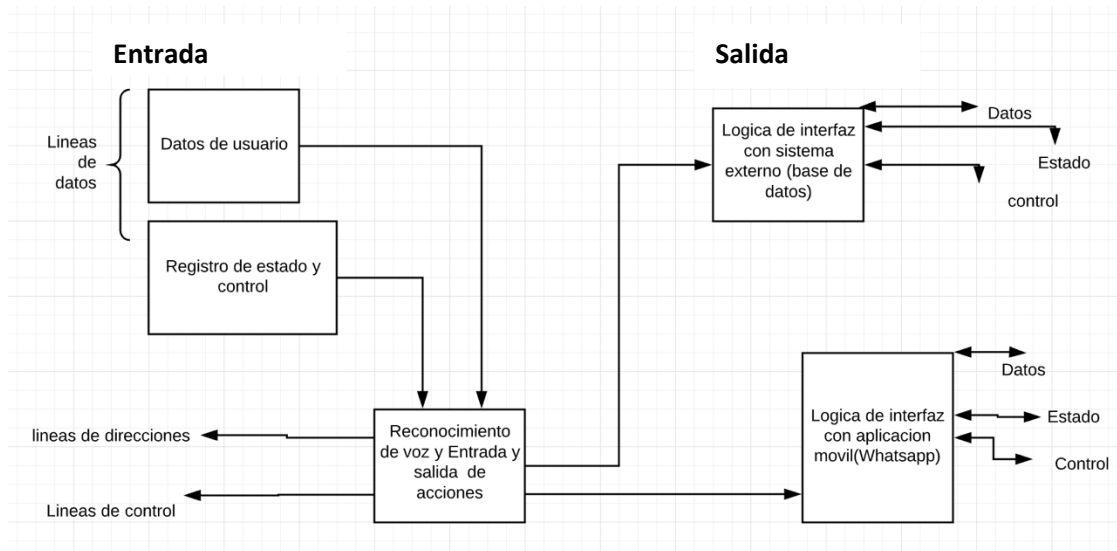 Entrada
Salida
Lineas
de
datos
Datos de usuario
Registro de estado y
control
lineas de direcciones
Lineas de control
Reconocimiento
de voz y Entrada y
salida de
acciones
Logica de interfaz
con sistema
externo (base de
datos)
Datos
Estado
control
Logica de interfaz
con aplicacion
movil(Whatsapp)
Datos
Estado
Control